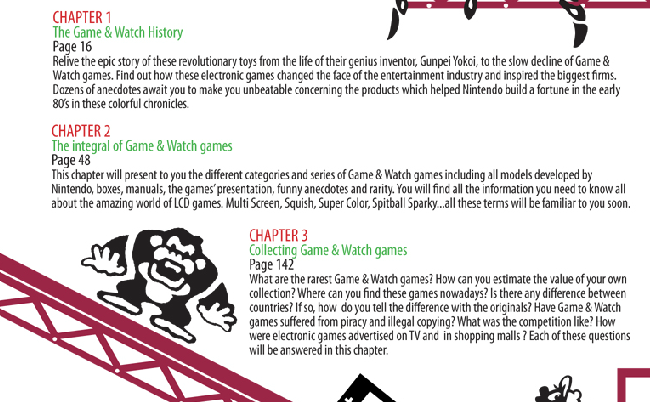 CHAPTER 1
The Game & Watch History
Page 16
Relive the epic story of these revolutionary toys from the life of their genius inventor, Gunpei Yokoi, to the slow decline of Game &
Watch games. Find out how these electronic games changed the face of the entertainment industry and inspired the biggest firms.
Dozens of anecdotes await you to make you unbeatable concerning the products which helped Nintendo build a fortune in the early
80's in these colorful chronicles.
CHAPTER 2
The integral of Game & Watch games
Page 48
This chapter will present to you the different categories and series of Game & Watch games including all models developed by
Nintendo, boxes, manuals, the games' presentation, funny anecdotes and rarity. You will find all the information you need to know all
about the amazing world of LCD games. Multi Screen, Squish, Super Color, Spitball Sparky...all these terms will be familiar to you soon.
CHAPTER 3
Collecting Game & Watch games
Page 142
What are the rarest Game & Watch games? How can you estimate the value of your own
collection? Where can you find these games nowadays? Is there any difference between
countries? If so, how do you tell the difference with the originals? Have Game & Watch
games suffered from piracy and illegal copying? What was the competition like? How
were electronic games advertised on TV and in shopping malls ? Each of these questions
will be answered in this chapter.